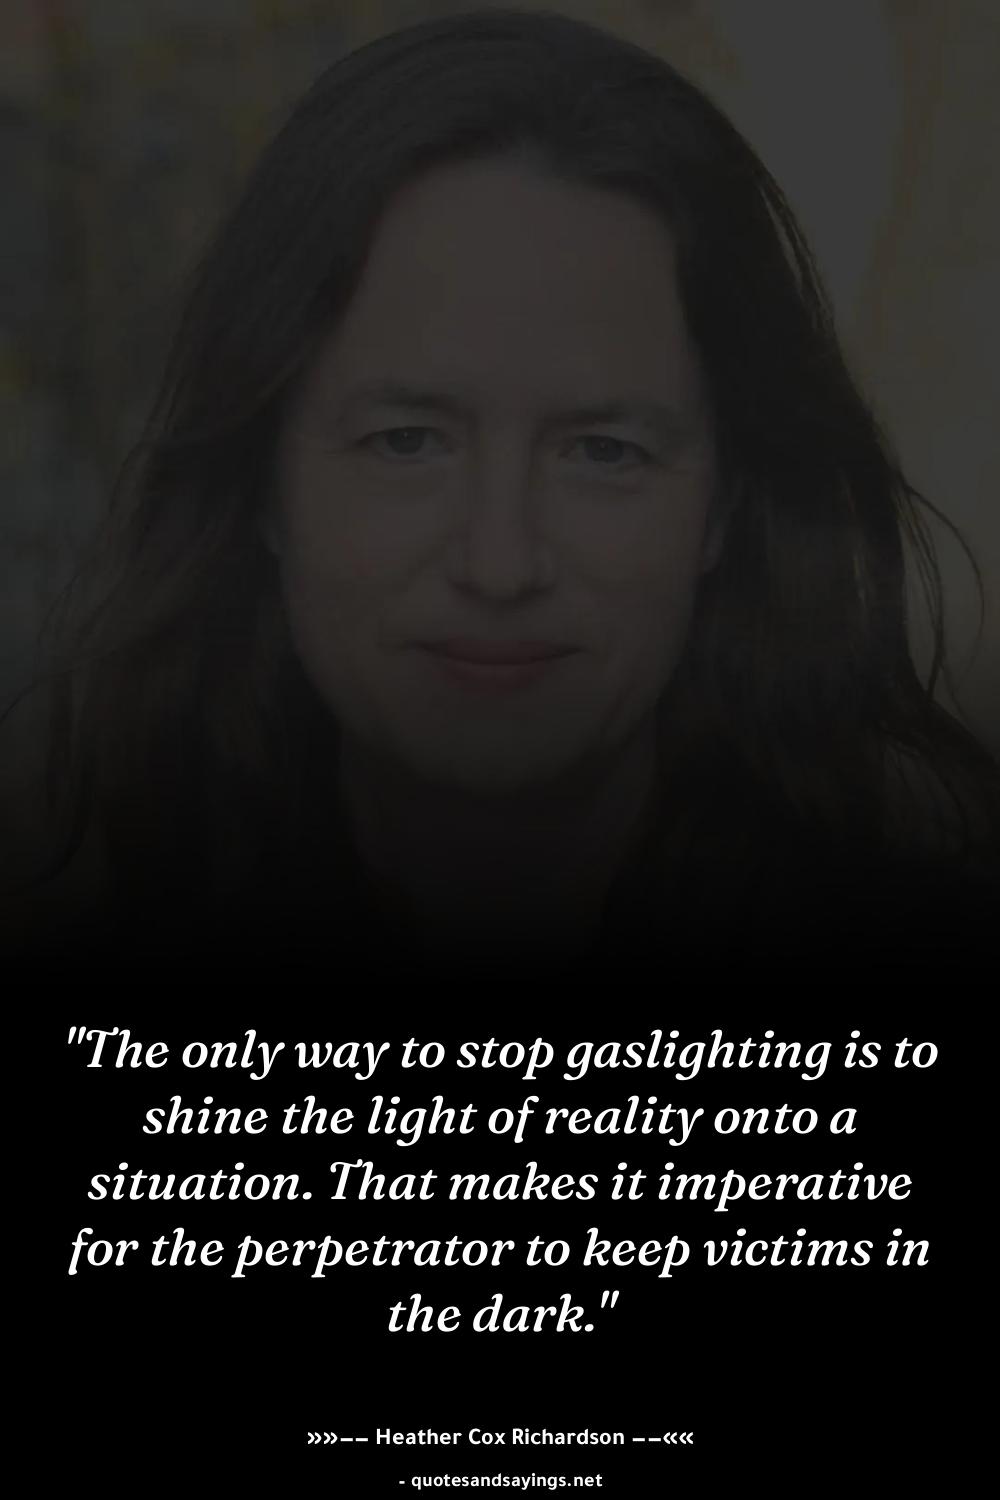 "The only way to stop gaslighting is to
shine the light of reality onto a
situation. That makes it imperative
for the perpetrator to keep victims in
the dark."
»»−− Heather Cox Richardson −−««
- quotesandsayings.net